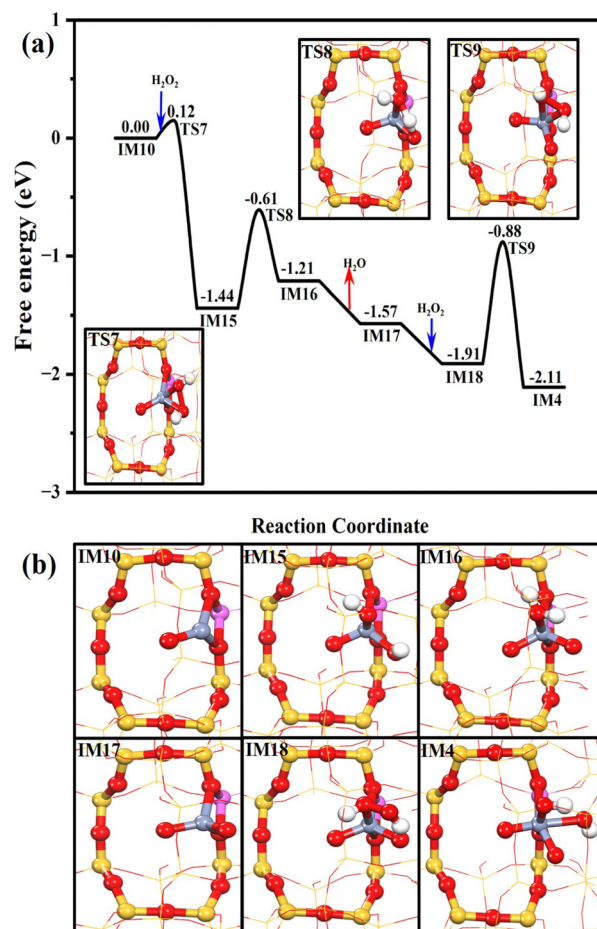 (a)
TS8
TS9
1
0
−1
−2
−3
Free energy (eV)
H2O2
0.00
0.12
IM10
TS7
-0.61
TS8
-0.88
TS9
-1.44
IM15
-1.21
IM16
H2O
-1.57
IM17
H2O2
-1.91
IM18
-2.11
IM4
TS7
Reaction Coordinate
(b)
IM10
IM15
IM16
IM17
IM18
IM4